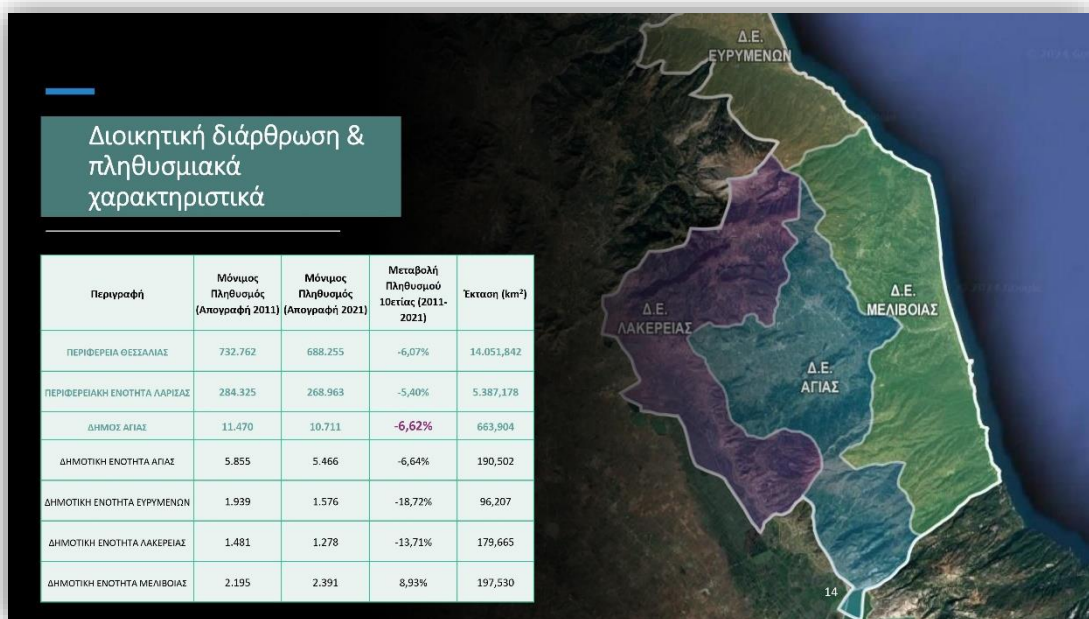 Διοικητική διάρθρωση &
πληθυσμιακά
χαρακτηριστικά
Περιγραφή
Μόνιμος
Πληθυσμός
(Απογραφή 2011)
Μόνιμος
Πληθυσμός
(Απογραφή 2021)
Μεταβολή
Πληθυσμού
10ετίας (2011-
2021)
Έκταση (km²)
ΠΕΡΙΦΕΡΕΙΑ ΘΕΣΣΑΛΙΑΣ 732.762 688.255 -6,07% 14.051,842
ΠΕΡΙΦΕΡΕΙΑΚΗ ΕΝΟΤΗΤΑ ΛΑΡΙΣΑΣ 284.325 268.963 -5,40% 5.387,178
ΔΗΜΟΣ ΑΓΙΑΣ 11.470 10.711 -6,62% 663,904
ΔΗΜΟΤΙΚΗ ΕΝΟΤΗΤΑ ΑΓΙΑΣ 5.855 5.466 -6,64% 190,502
ΔΗΜΟΤΙΚΗ ΕΝΟΤΗΤΑ ΕΥΡΥΜΕΝΩΝ 1.939 1.576 -18,72% 96,207
ΔΗΜΟΤΙΚΗ ΕΝΟΤΗΤΑ ΛΑΚΕΡΕΙΑΣ 1.481 1.278 -13,71% 179,665
ΔΗΜΟΤΙΚΗ ΕΝΟΤΗΤΑ ΜΕΛΙΒΟΙΑΣ 2.195 2.391 8,93% 197,530
Δ.Ε.
ΕΥΡΥΜΕΝΩΝ
Δ.Ε.
ΜΕΛΙΒΟΙΑΣ
Δ.Ε.
ΛΑΚΕΡΕΙΑΣ
Δ.Ε.
ΑΓΙΑΣ
14